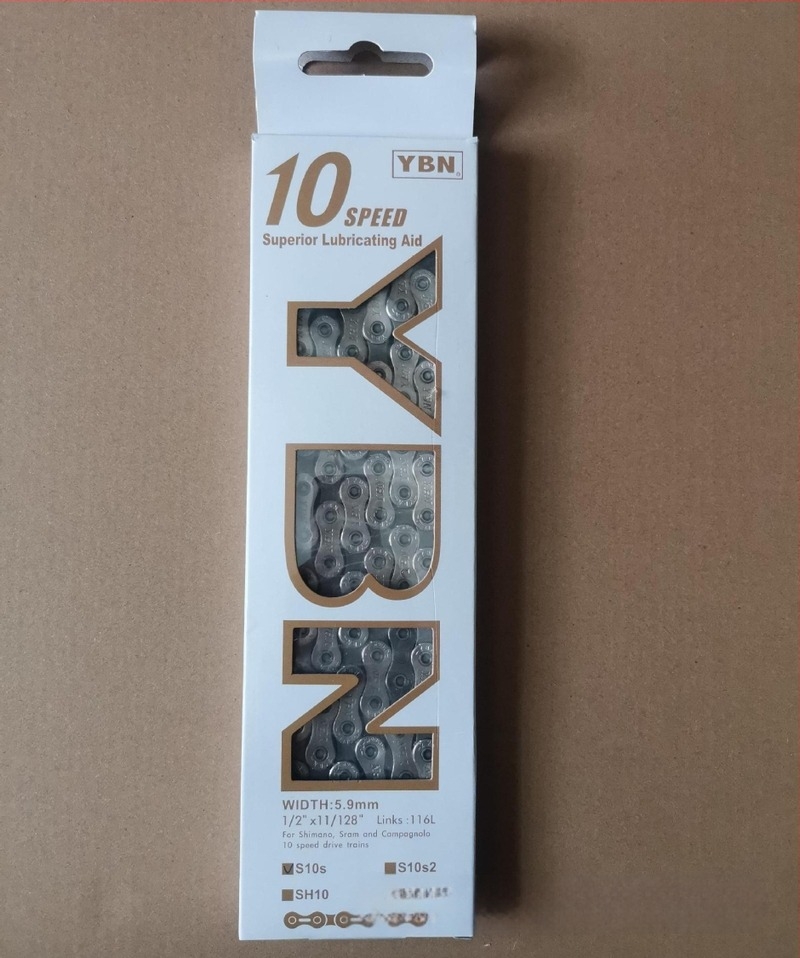 YBN
10 SPEED
Superior Lubricating Aid
YBN
WIDTH:5.9mm
1/2"x11/128" Links :116L
For Shimano, Sram and Compagnolo
10 speed drive trains
S10s
S10s2
SH10